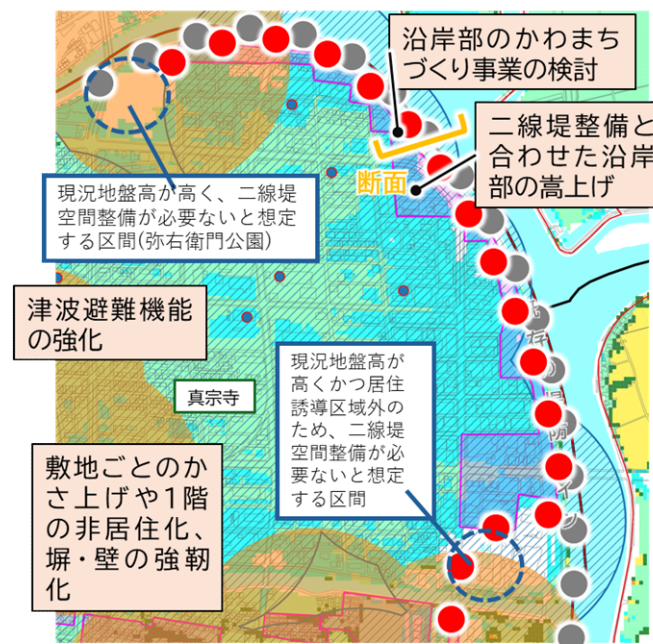 沿岸部のかわまち
づくり事業の検討
二線堤整備と
合わせた沿岸
部の嵩上げ
断面
現況地盤高が高く、二線堤
空間整備が必要ないと想定
する区間(弥右衛門公園)
津波避難機能
の強化
現況地盤高が
高くかつ居住
誘導区域外の
ため、二線堤
空間整備が必
要ないと想定
する区間
真宗寺
敷地ごとのか
さ上げや1階
の非居住化、
塀・壁の強靭
化